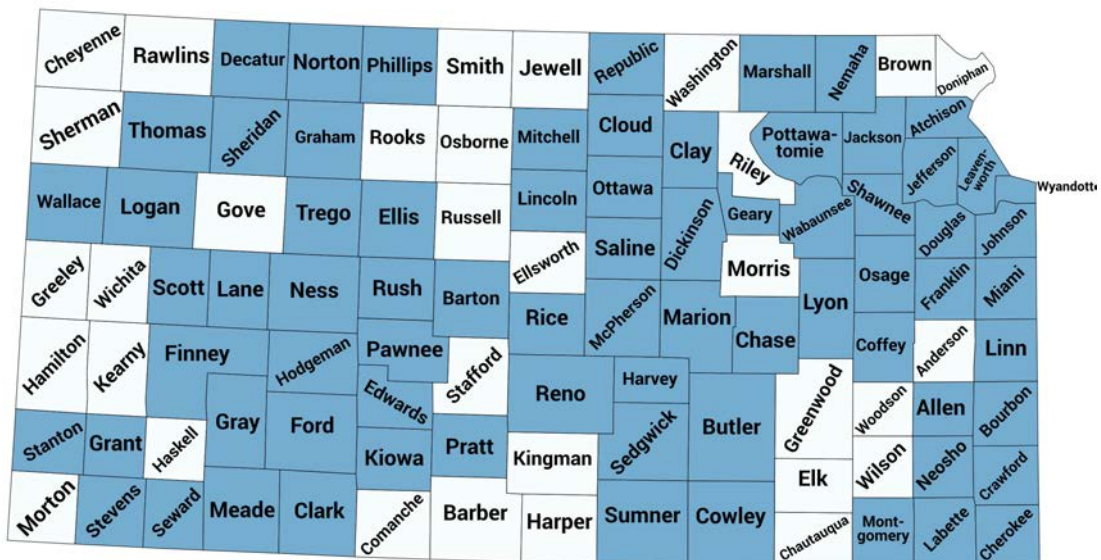 Cheyenne
Rawlins
Decatur
Norton
Phillips
Smith
Jewell
Republic
Washington
Marshall
Nemaha
Brown
Doniphan
Sherman
Thomas
Sheridan
Graham
Rooks
Osborne
Mitchell
Cloud
Clay
Riley
Pottawa-
tomie
Jackson
Atchison
Jefferson
Leaven-
worth
Wyandotte
Wallace
Logan
Gove
Trego
Ellis
Russell
Lincoln
Ottawa
Saline
Dickinson
Geary
Wabaunsee
Shawnee
Douglas
Johnson
Greeley
Wichita
Scott
Lane
Ness
Rush
Barton
Ellsworth
Rice
McPherson
Marion
Morris
Chase
Lyon
Osage
Franklin
Miami
Hamilton
Kearny
Finney
Hodgeman
Pawnee
Edwards
Stafford
Reno
Harvey
Sedgwick
Butler
Greenwood
Coffey
Anderson
Linn
Woodson
Allen
Bourbon
Stanton
Grant
Haskell
Gray
Ford
Kiowa
Pratt
Kingman
Elk
Wilson
Neosho
Crawford
Morton
Stevens
Seward
Meade
Clark
Comanche
Barber
Harper
Sumner
Cowley
Chautauqua
Mont-
gomery
Labette
Cherokee